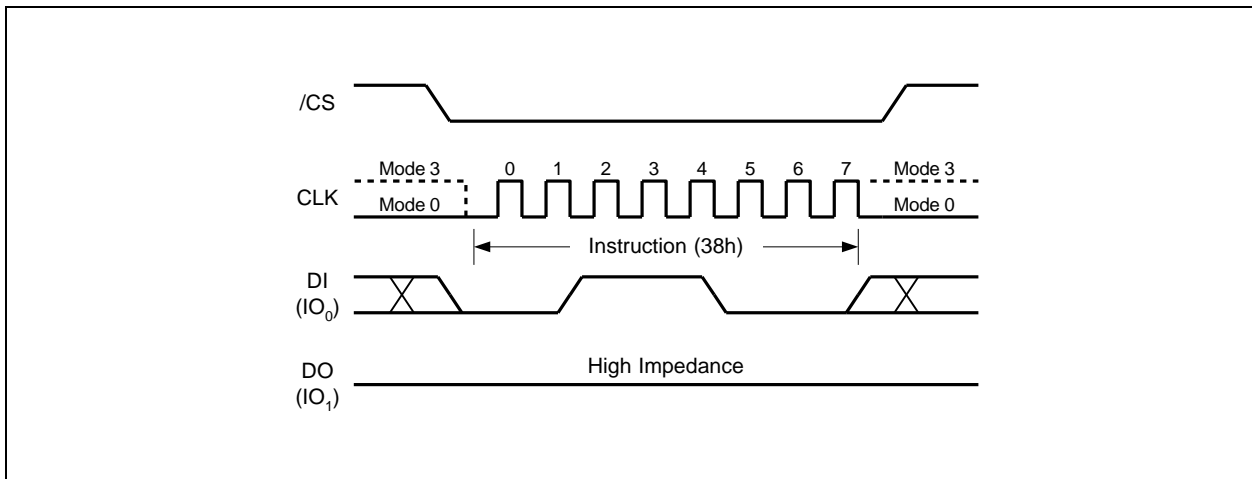 /CS
Mode 3 0 1 2 3 4 5 6 7 Mode 3
CLK
Mode 0 Mode 0
Instruction (38h)
DI
(IO0)
High Impedance
DO
(IO1)